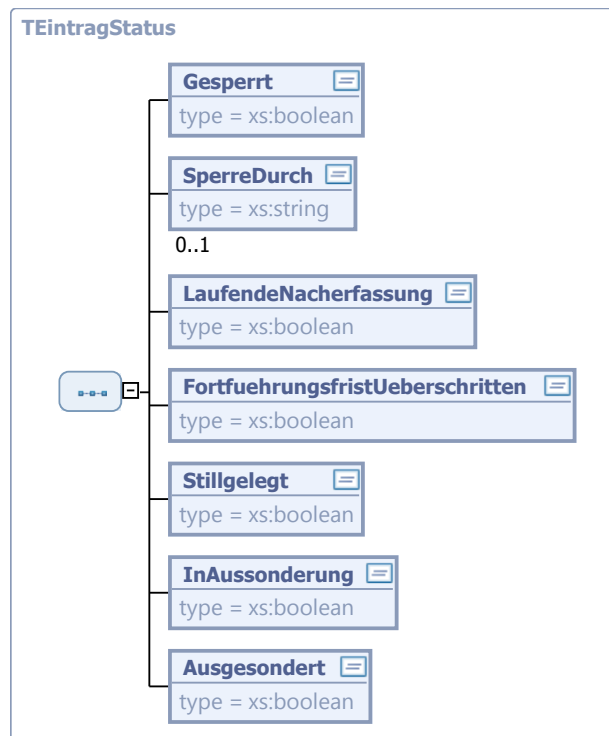 TEintragStatus
Gesperrt
type = xs:boolean
SperreDurch
type = xs:string
0..1
LaufendeNacherfassung
type = xs:boolean
FortfuehrungsfristUeberschritten
type = xs:boolean
Stillgelegt
type = xs:boolean
InAussonderung
type = xs:boolean
Ausgesondert
type = xs:boolean